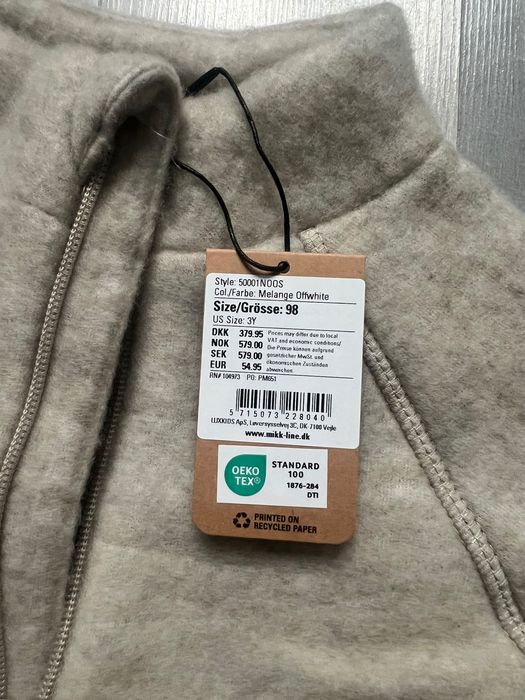 Style: 50001NOOS
Col./Farbe: Melange Offwhite
Size/Grösse: 98
US Size: 3Y
DKK 379.95
NOK 579.00
SEK 579.00
EUR 54.95
Prices may differ due to local
VAT and economic conditions/
Die Preise können aufgrund
gesetzlicher MwSt. und
ökonomischen Zuständen
abweichen.
RN# 104973 PO: PM651
5 715073 228040
LUXKIDS ApS, Løversysselvej 3C, DK-7100 Vejle
www.mikk-line.dk
OEKO
TEX®
STANDARD
100
1876-284
DTI
PRINTED ON
RECYCLED PAPER